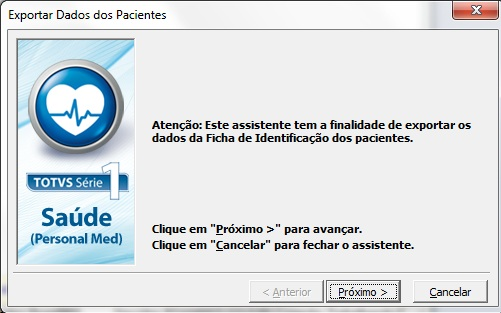 Exportar Dados dos Pacientes
Atenção: Este assistente tem a finalidade de exportar os
dados da Ficha de Identificação dos pacientes.
TOTVS Série 1
Saúde
(Personal Med)
Clique em "Próximo >" para avançar.
Clique em "Cancelar" para fechar o assistente.
< Anterior
Próximo >
Cancelar